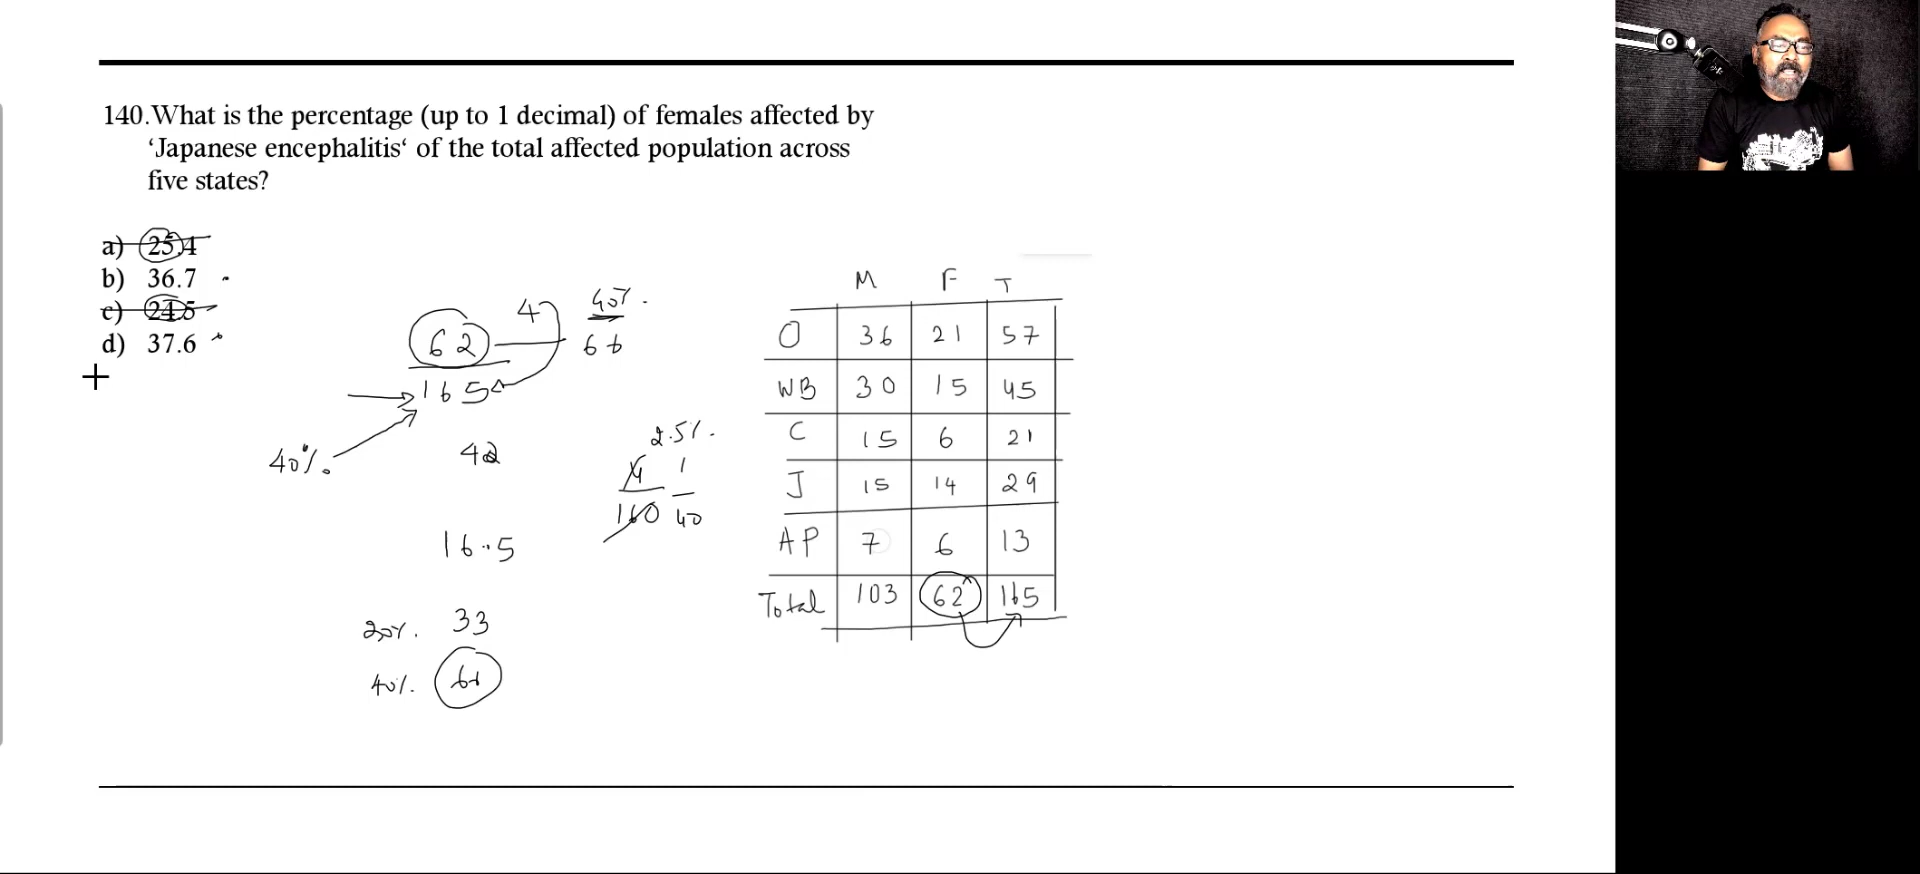 140.What is the percentage (up to 1 decimal) of females affected by
‘Japanese encephalitis‘ of the total affected population across
five states?
a) 25.4
b) 36.7
c) 24.5
d) 37.6
62
165
4
40%.
66
40%.
42
16.5
20%. 33
40%.
2.5%.
4 1
160 40
M F T
O 36 21 57
WB 30 15 45
C 15 6 21
J 15 14 29
AP 7 6 13
Total 103 62 165